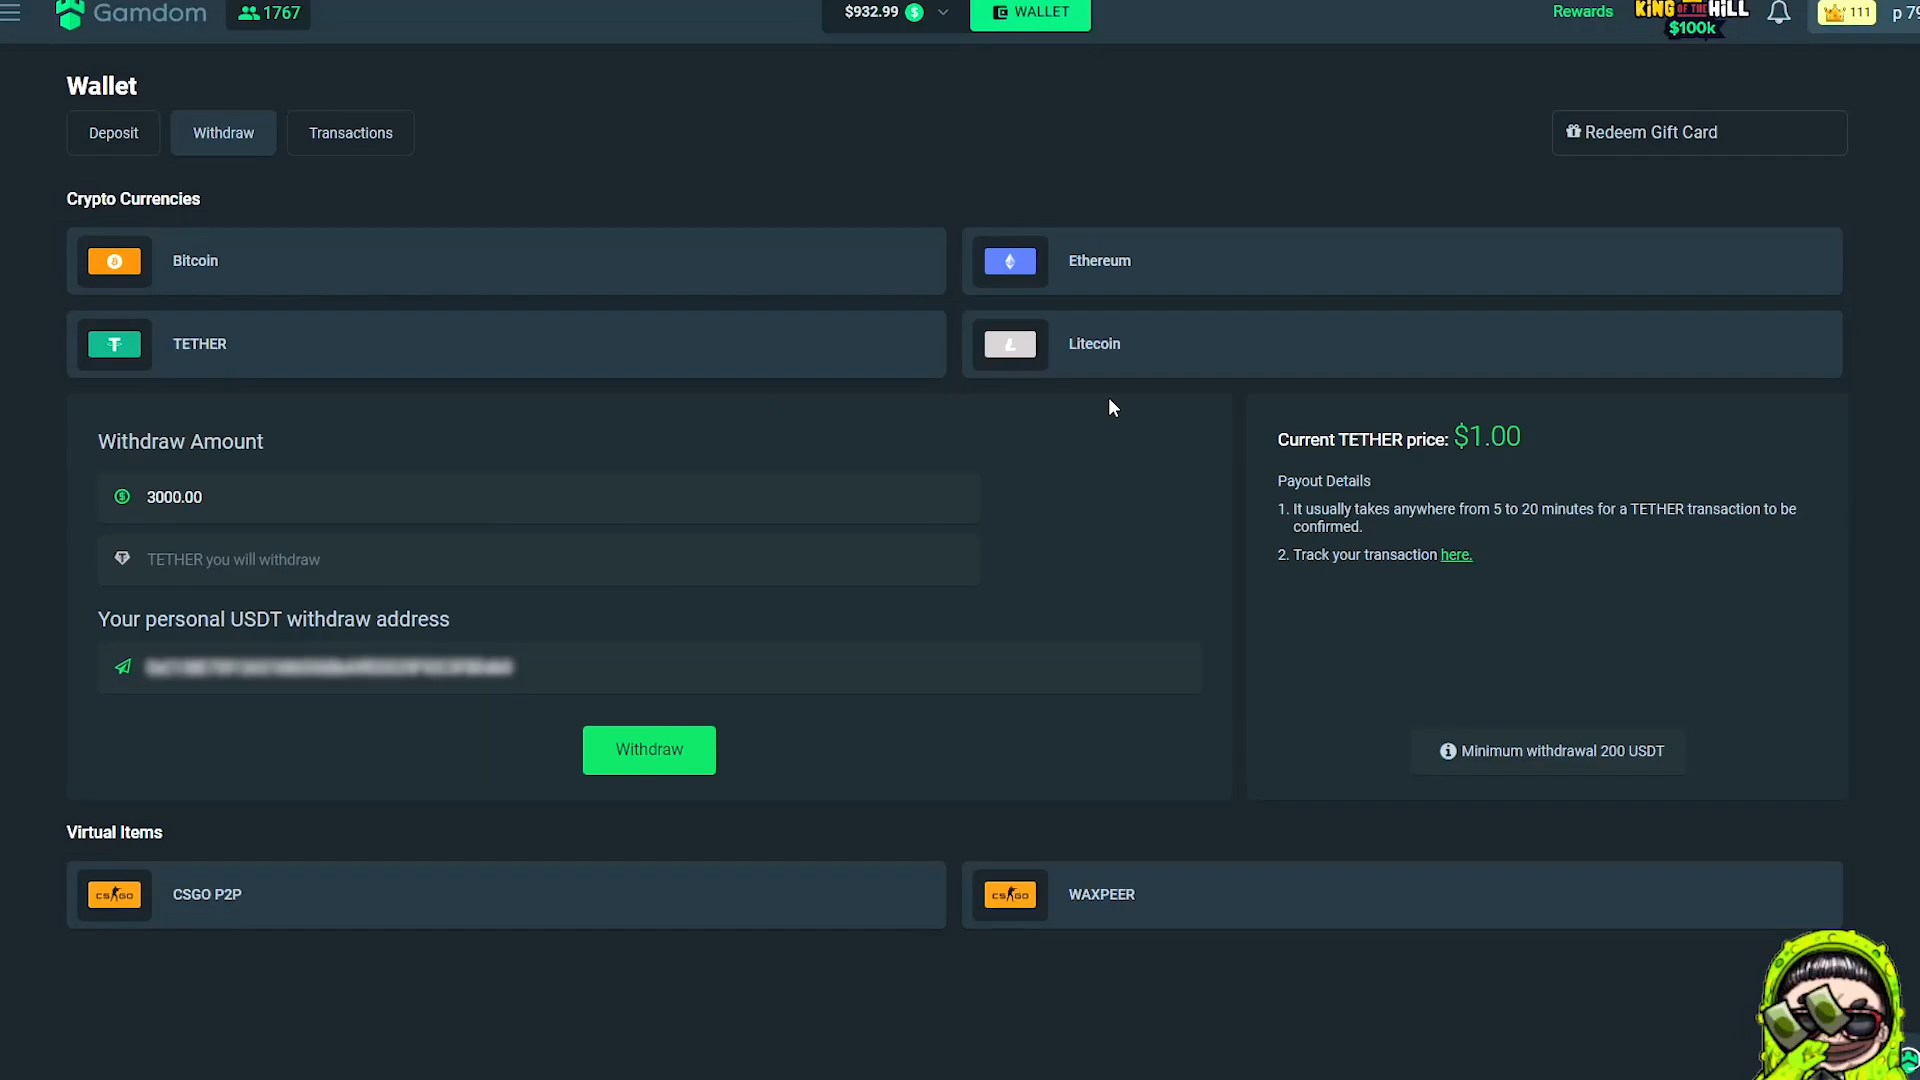 Gamdom
1767
$932.99
WALLET
Rewards
KING OF THE HILL
$100k
111
p 79
Wallet
Deposit
Withdraw
Transactions
Redeem Gift Card
Crypto Currencies
Bitcoin
Ethereum
TETHER
Litecoin
Withdraw Amount
3000.00
TETHER you will withdraw
Your personal USDT withdraw address
Withdraw
Current TETHER price: $1.00
Payout Details
1. It usually takes anywhere from 5 to 20 minutes for a TETHER transaction to be
confirmed.
2. Track your transaction here.
Minimum withdrawal 200 USDT
Virtual Items
CSGO
CSGO P2P
CSGO
WAXPEER